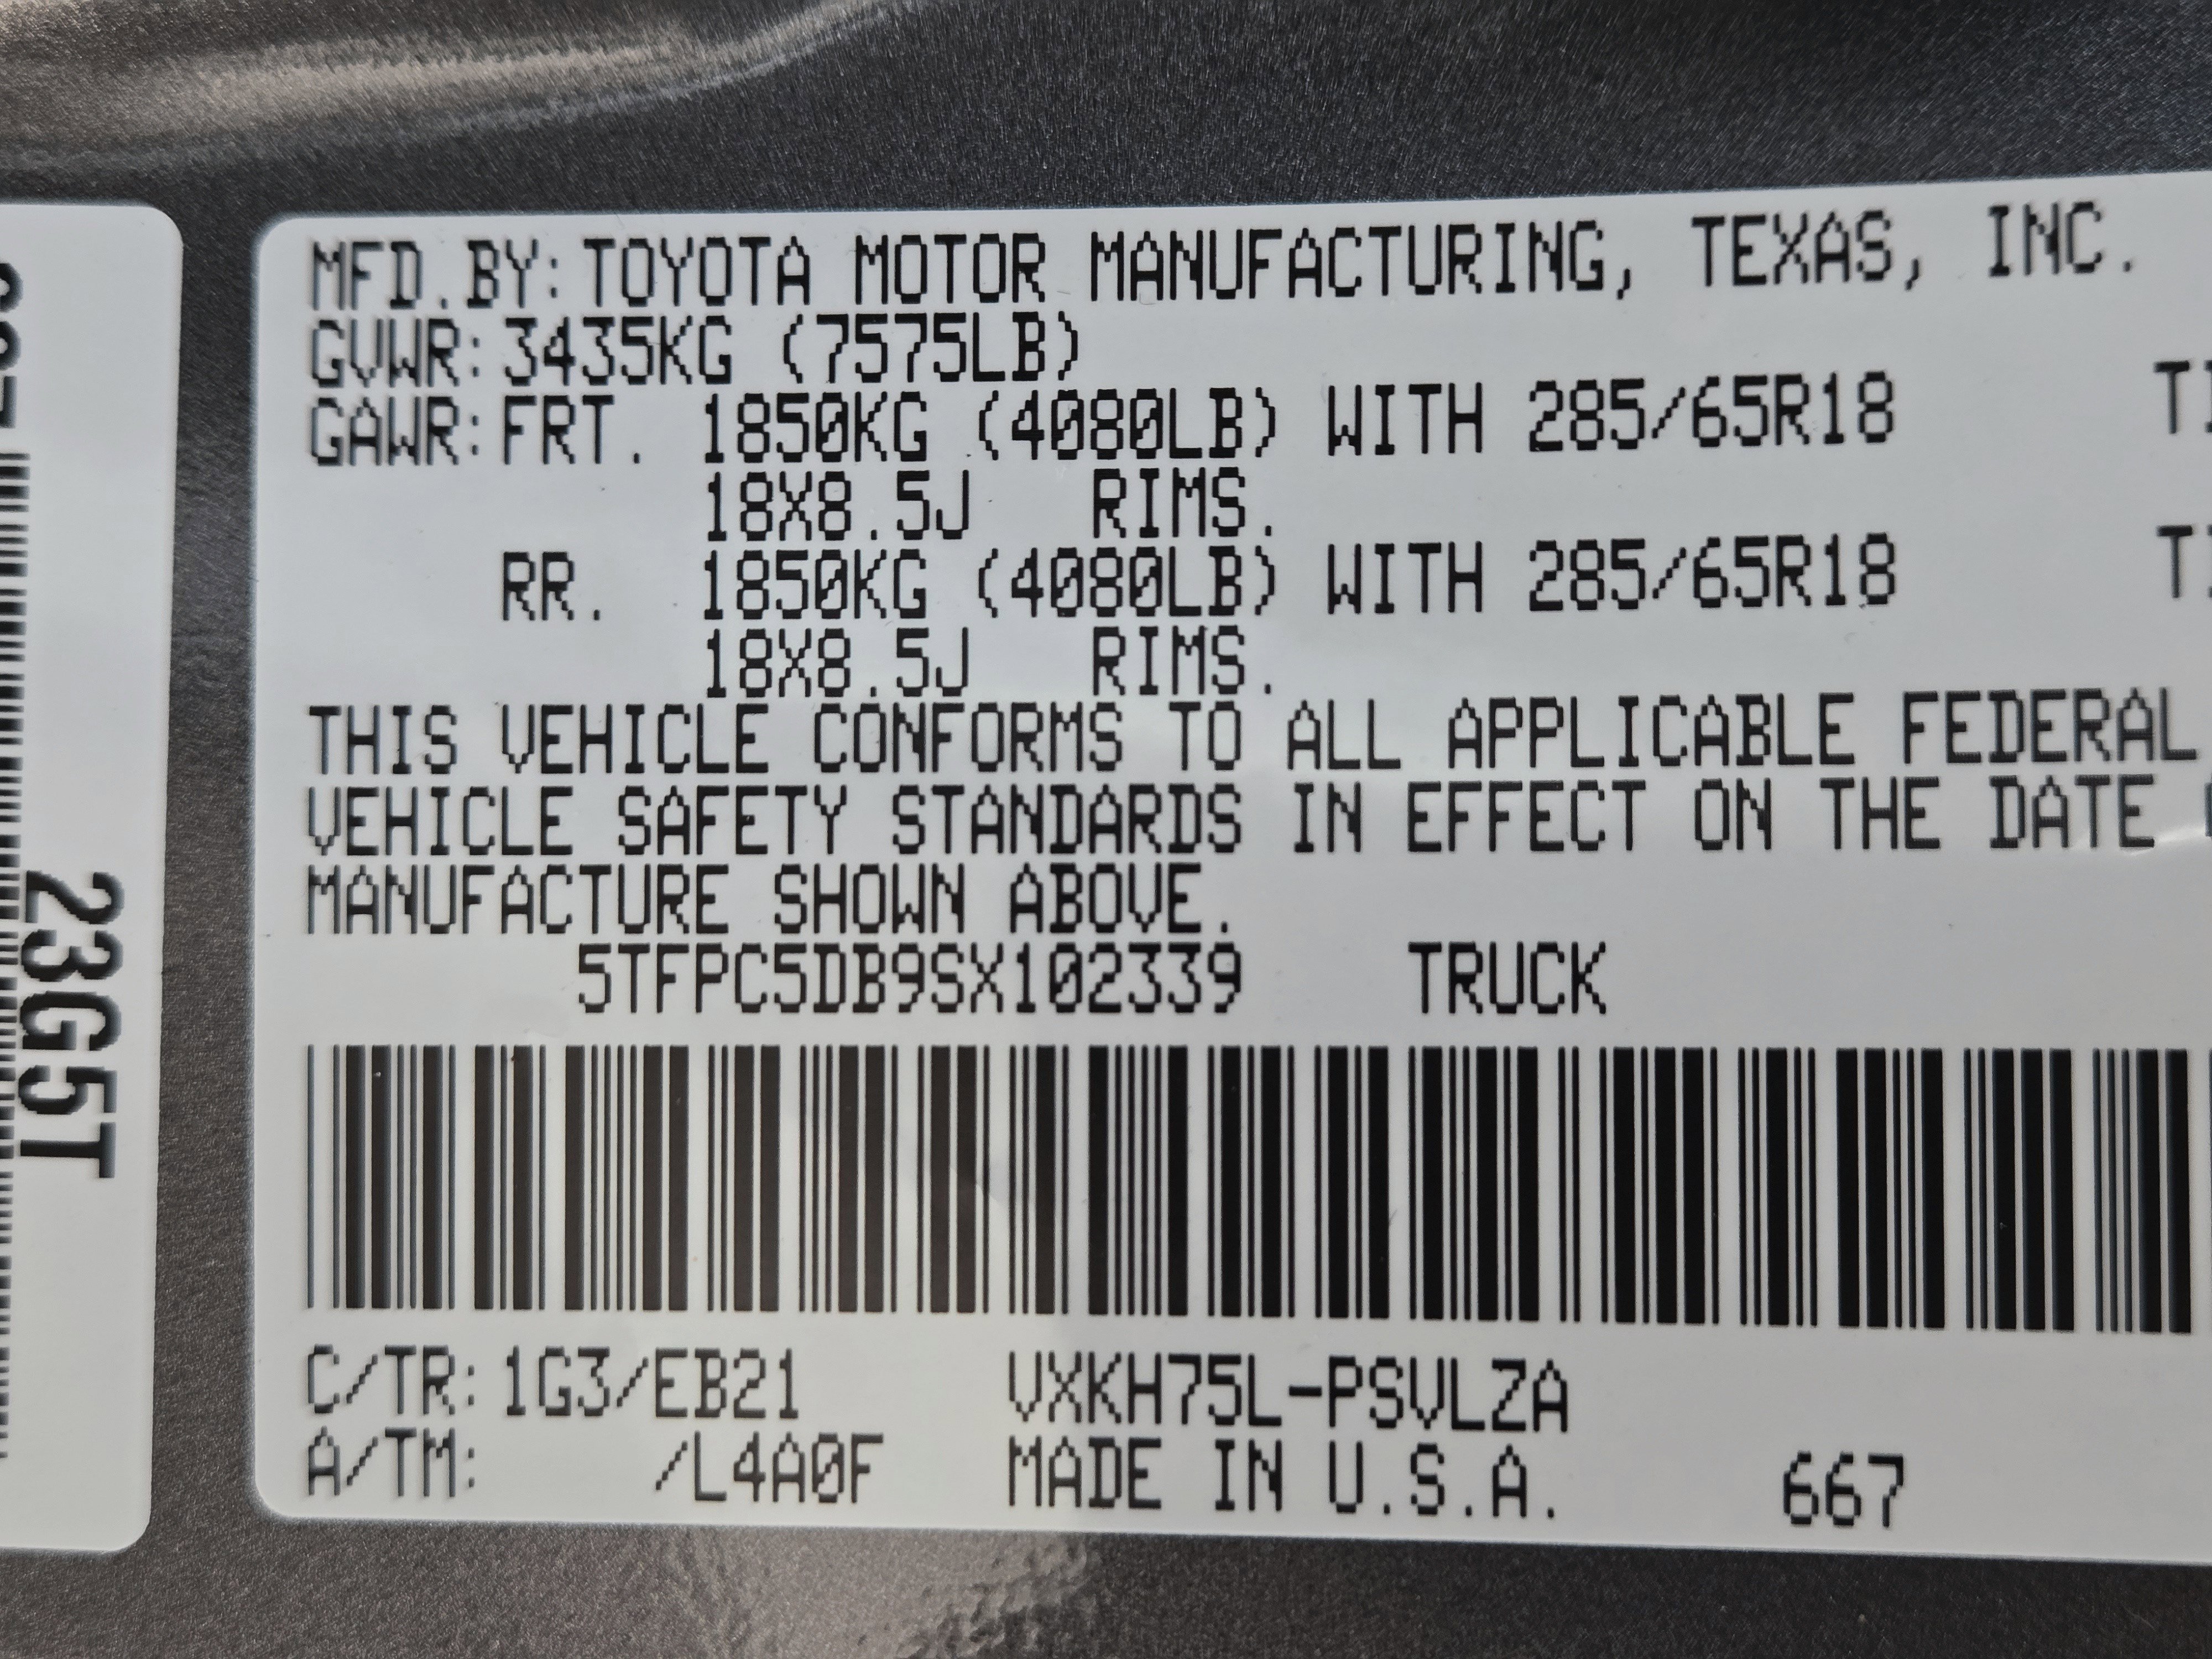 MFD.BY:TOYOTA MOTOR MANUFACTURING, TEXAS, INC.
GVWR:3435KG (7575LB)
GAWR:FRT. 1850KG (4080LB) WITH 285/65R18
18X8.5J RIMS.
RR. 1850KG (4080LB) WITH 285/65R18
18X8.5J RIMS.
THIS VEHICLE CONFORMS TO ALL APPLICABLE FEDERAL
VEHICLE SAFETY STANDARDS IN EFFECT ON THE DATE
MANUFACTURE SHOWN ABOVE.
5TFPC5DB9SX102339 TRUCK
C/TR:1G3/EB21 VXKH75L-PSVLZA
A/TM: /L4A0F MADE IN U.S.A. 667
23G5T